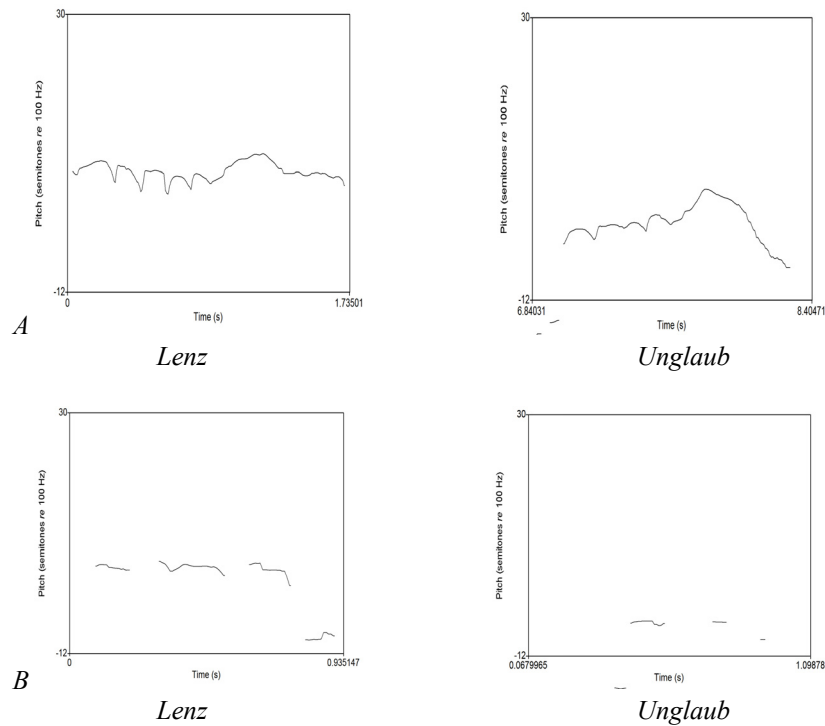 30
Pitch (semitones re 100 Hz)
-12
0
1.73501
Time (s)
30
Pitch (semitones re 100 Hz)
-12
6.84031
8.40471
Time (s)
A
Lenz
Unglaub
30
Pitch (semitones re 100 Hz)
-12
0
0.935147
Time (s)
30
Pitch (semitones re 100 Hz)
-12
0.0679965
1.09878
Time (s)
B
Lenz
Unglaub